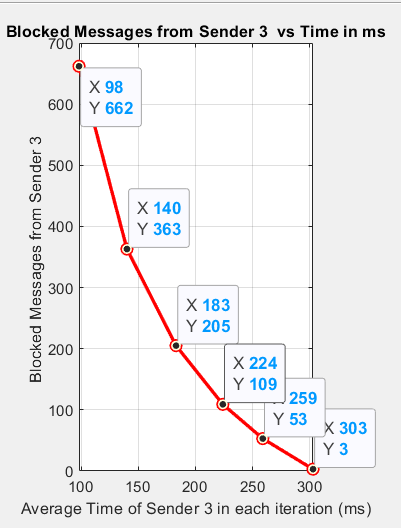 Blocked Messages from Sender 3  vs Time in ms
700
600
500
400
300
200
100
0
Blocked Messages from Sender 3
X 98
Y 662
X 140
Y 363
X 183
Y 205
X 224
Y 109
X 259
Y 53
X 303
Y 3
100 150 200 250 300
Average Time of Sender 3 in each iteration (ms)